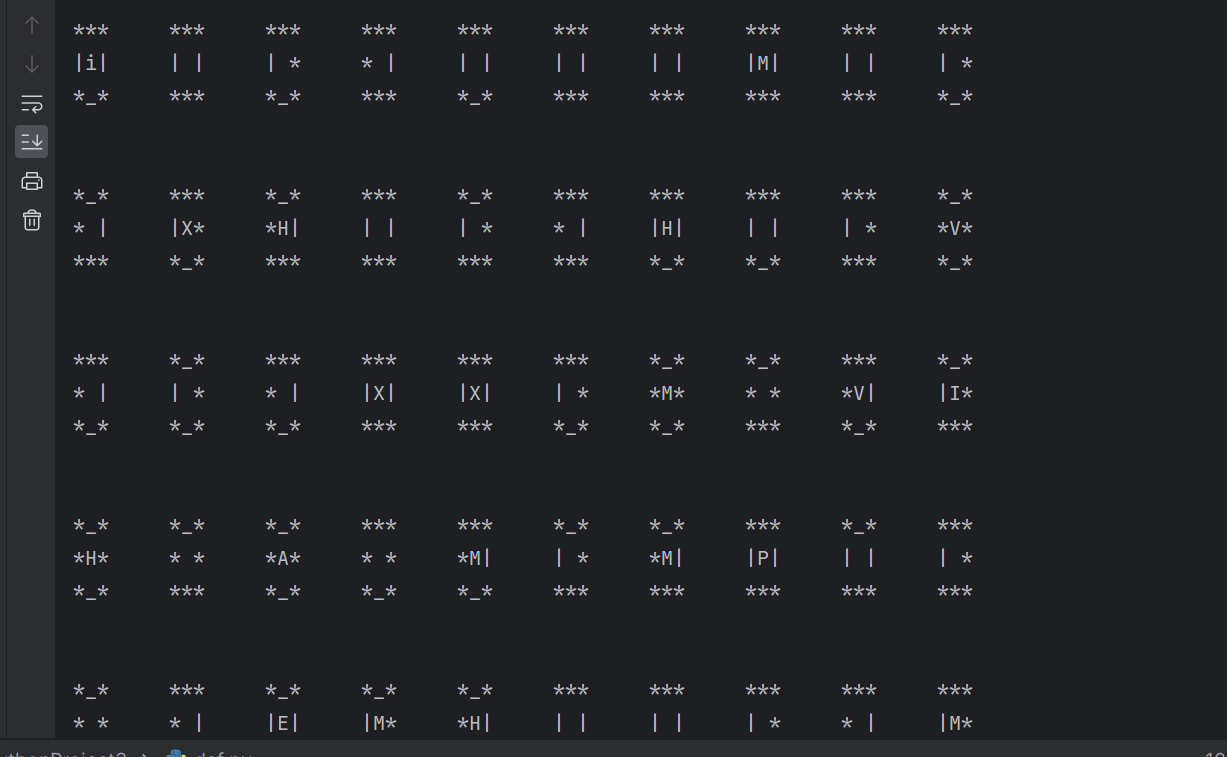 ***     ***     ***     ***     ***     ***     ***     ***     ***     ***
|i|     | |     | *     * |     | |     | |     | |     |M|     | |     | *
*_*     ***     *_*     ***     *_*     ***     ***     ***     ***     *_*
*_*     ***     *_*     ***     *_*     ***     ***     ***     ***     *_*
* |     |X*     *H|     | |     | *     * |     |H|     | |     | *     *V*
***     *_*     ***     ***     ***     ***     *_*     *_*     ***     *_*
***     *_*     ***     ***     ***     ***     *_*     *_*     ***     *_*
* |     | *     * |     |X|     |X|     | *     *M*     * *     *V|     |I*
*_*     *_*     *_*     ***     ***     *_*     *_*     ***     *_*     ***
*_*     *_*     *_*     ***     ***     *_*     *_*     ***     *_*     ***
*H*     * *     *A*     * *     *M|     | *     *M|     |P|     | |     | *
*_*     ***     *_*     *_*     *_*     ***     ***     ***     ***     ***
*_*     ***     *_*     *_*     *_*     ***     ***     ***     ***     ***
* *     * |     |E|     |M*     *H|     | |     | |     | *     * |     |M*